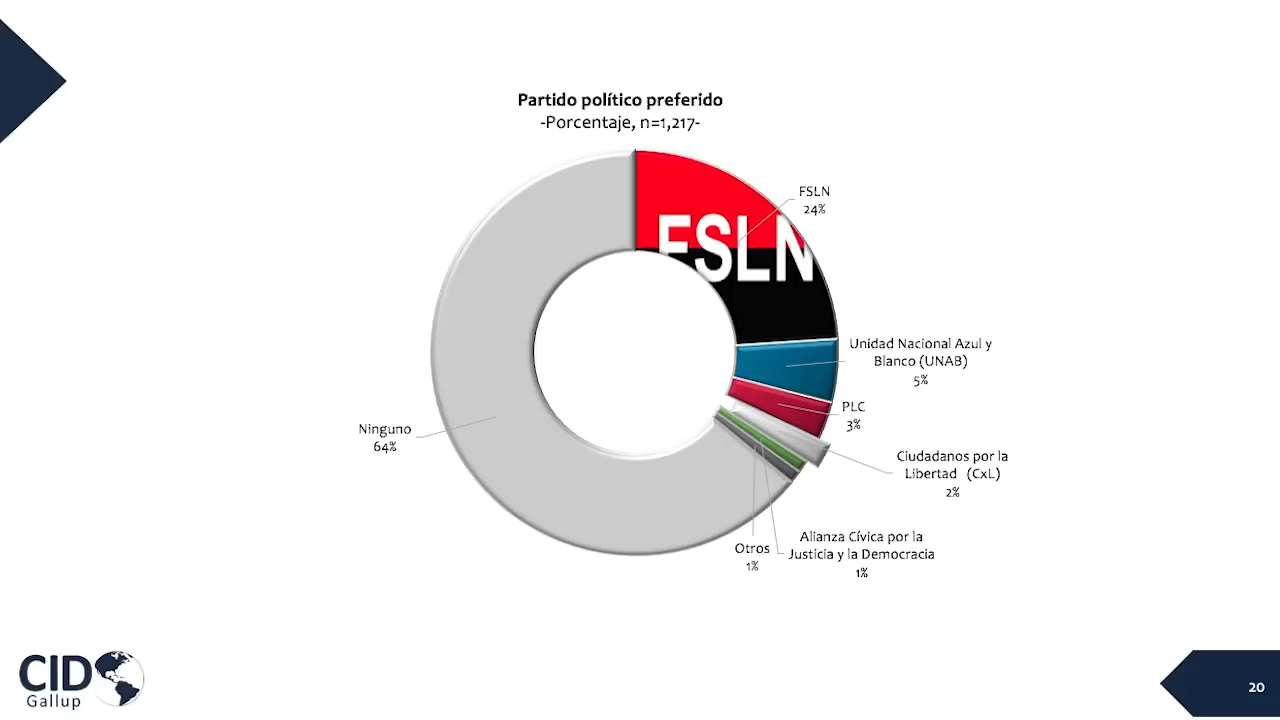 Partido político preferido
-Porcentaje, n=1,217-
FSLN
24%
FSLN
Unidad Nacional Azul y
Blanco (UNAB)
5%
PLC
3%
Ninguno
64%
Ciudadanos por la
Libertad (CxL)
2%
Otros
1%
Alianza Cívica por la
Justicia y la Democracia
1%
CID
Gallup
20